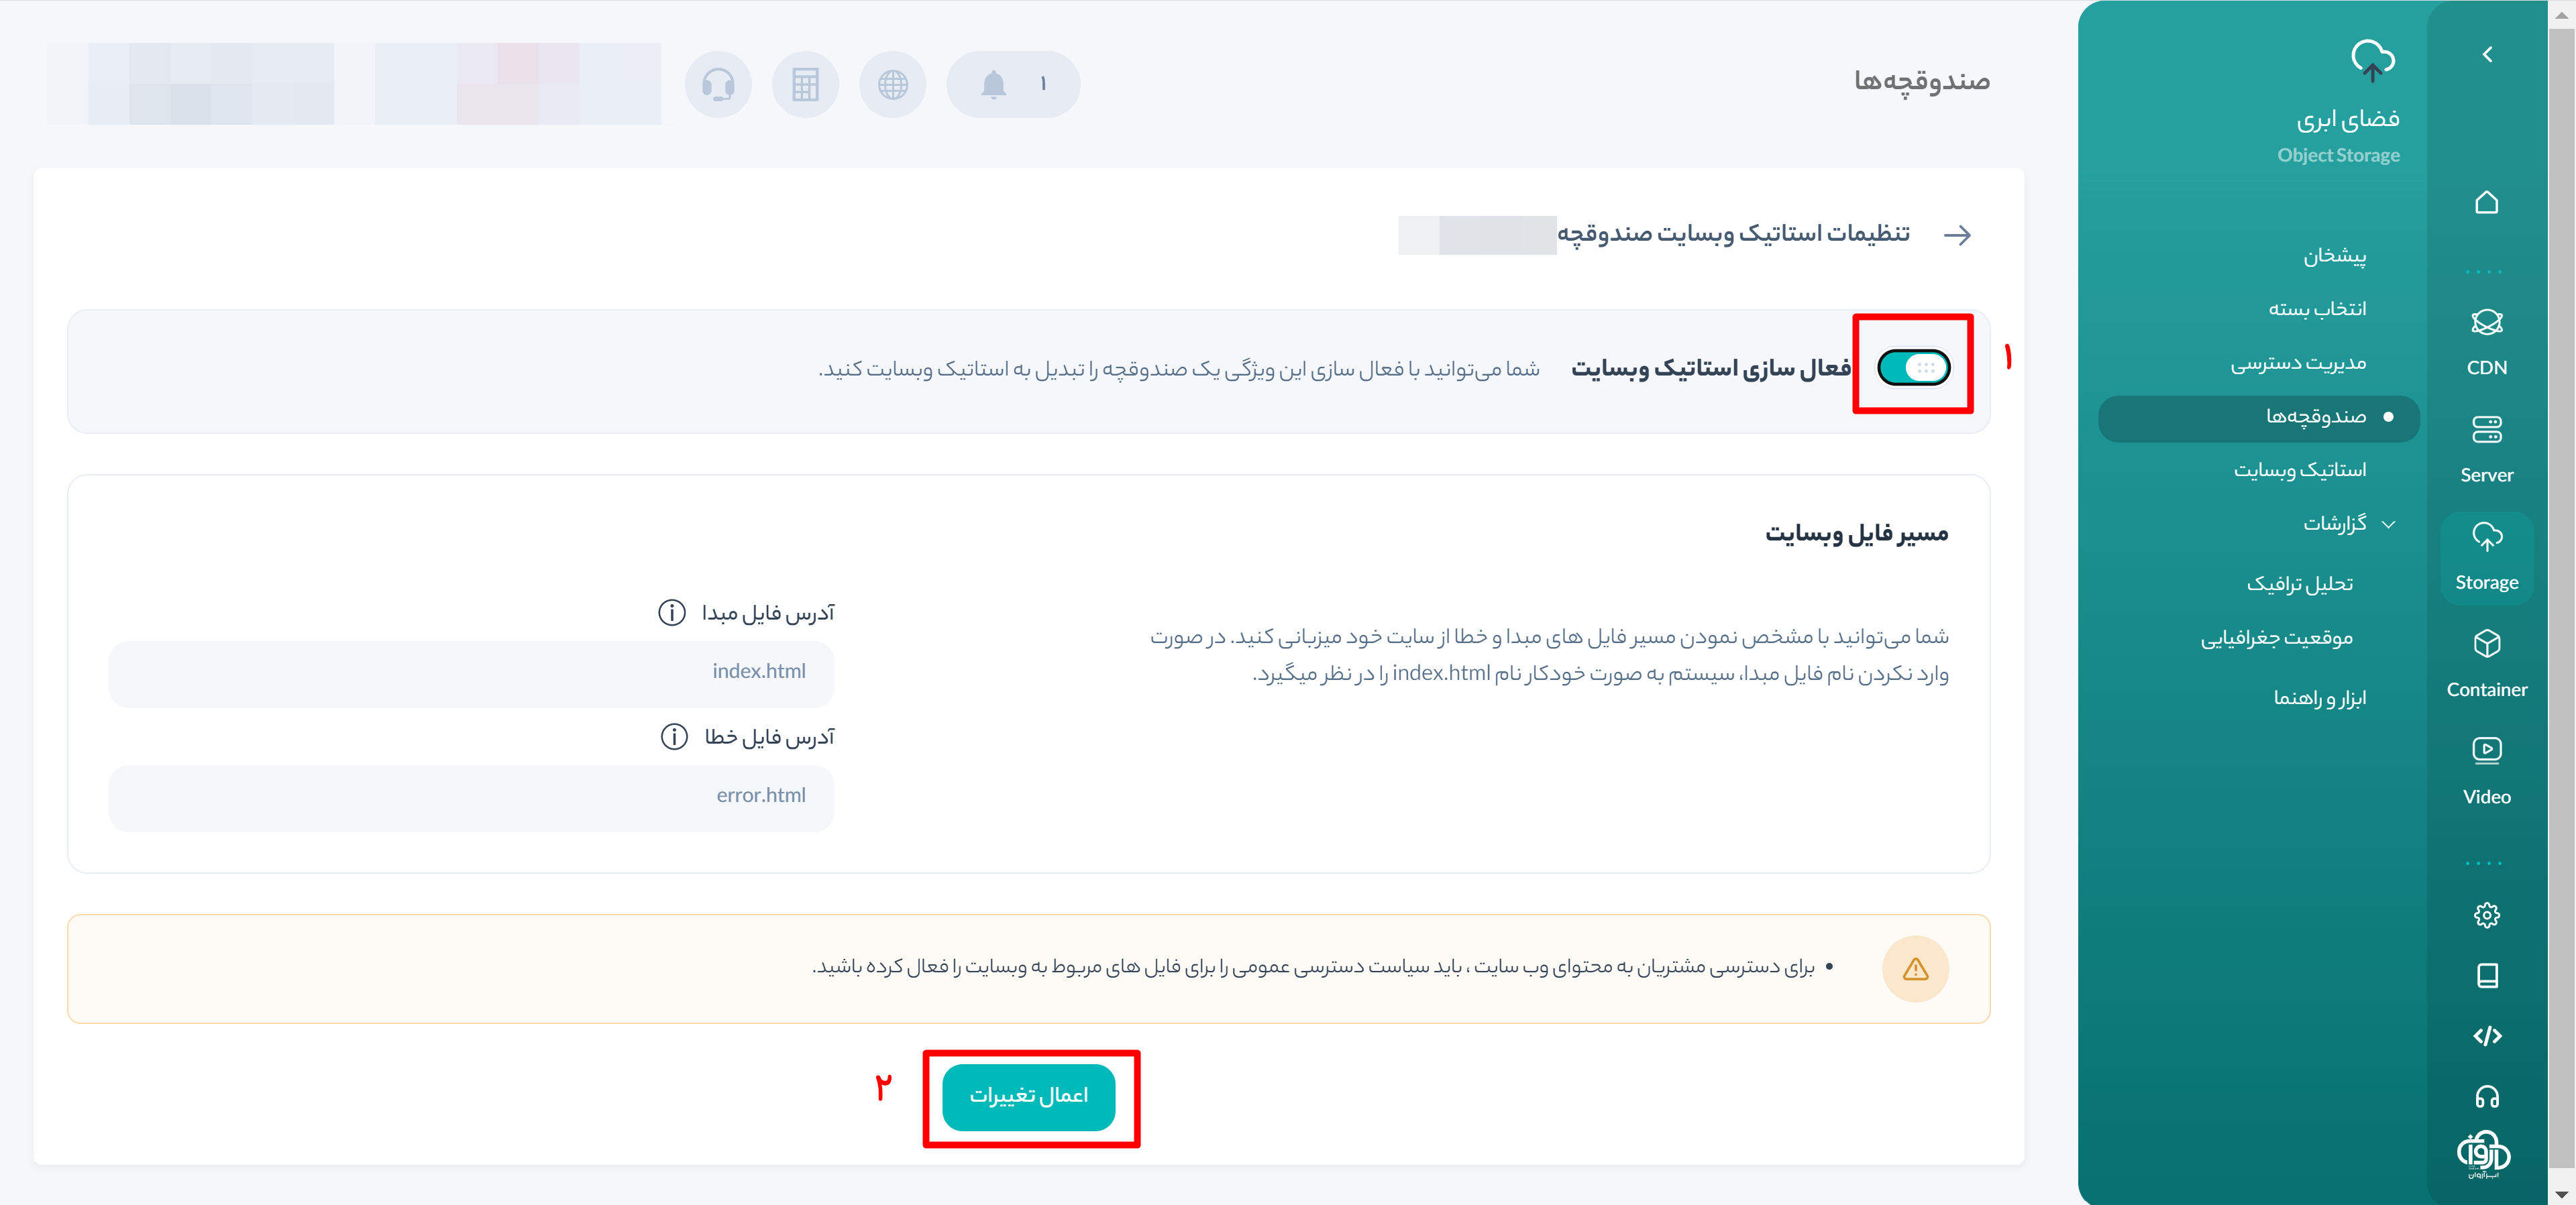 CDN
Server
Storage
Container
Video
ابرآروان
فضای ابری
Object Storage
پیشخان
انتخاب بسته
مدیریت دسترسی
صندوقچه‌ها
استاتیک وبسایت
گزارشات
تحلیل ترافیک
موقعیت جغرافیایی
ابزار و راهنما
صندوقچه‌ها
۱
تنظیمات استاتیک وبسایت صندوقچه
۱
فعال سازی استاتیک وبسایت
شما می‌توانید با فعال سازی این ویژگی یک صندوقچه را تبدیل به استاتیک وبسایت کنید.
مسیر فایل وبسایت
شما می‌توانید با مشخص نمودن مسیر فایل های مبدا و خطا از سایت خود میزبانی کنید. در صورت
وارد نکردن نام فایل مبدا، سیستم به صورت خودکار نام index.html را در نظر میگیرد.
آدرس فایل مبدا
index.html
آدرس فایل خطا
error.html
• برای دسترسی مشتریان به محتوای وب سایت ، باید سیاست دسترسی عمومی را برای فایل های مربوط به وبسایت را فعال کرده باشید.
اعمال تغییرات
۲